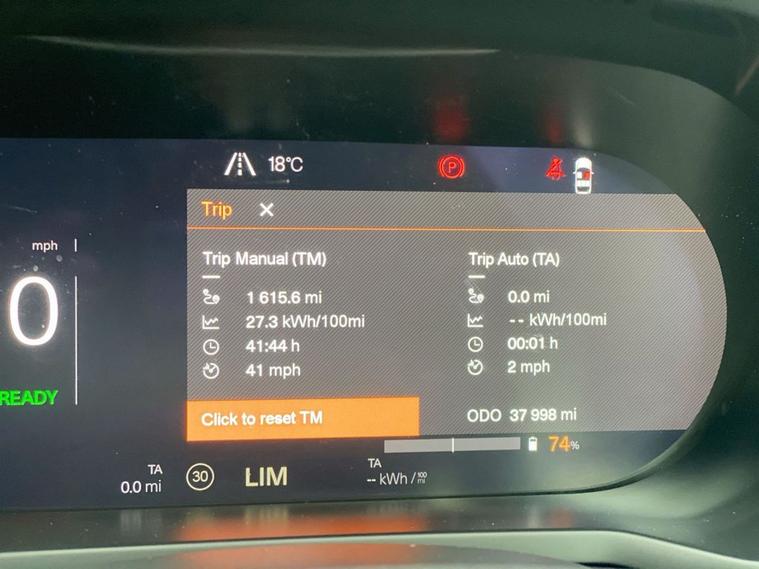 18°C
P
Trip ×
mph
0
READY
Trip Manual (TM)
1 615.6 mi
27.3 kWh/100mi
41:44 h
41 mph
Click to reset TM
Trip Auto (TA)
0.0 mi
-- kWh/100mi
00:01 h
2 mph
ODO 37 998 mi
74%
TA
0.0 mi
30
LIM
TA
-- kWh/100mi